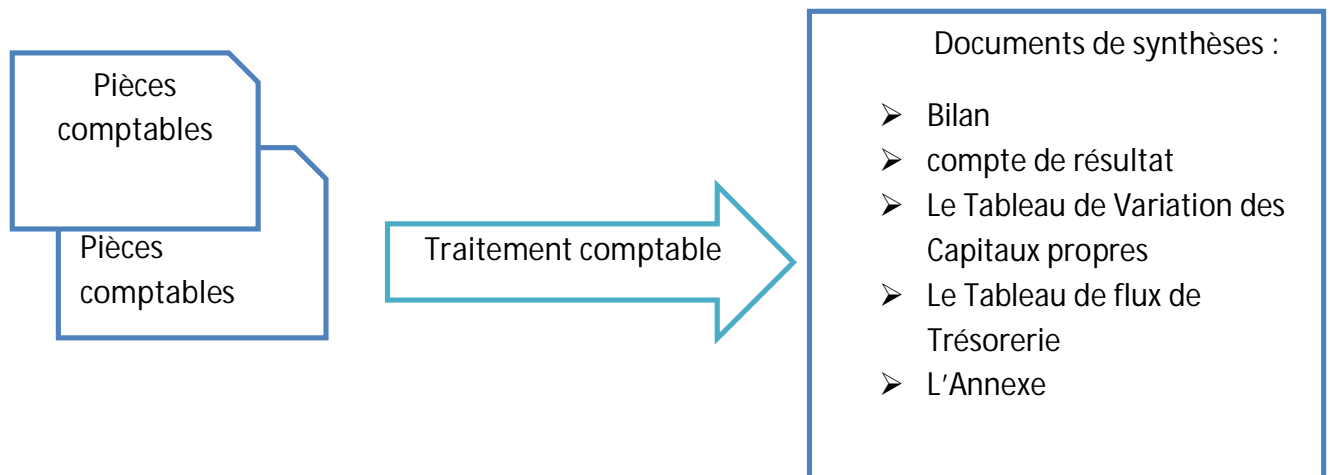 Pièces
comptables
Pièces
comptables
Traitement comptable
Documents de synthèses :
➢ Bilan
➢ compte de résultat
➢ Le Tableau de Variation des
Capitaux propres
➢ Le Tableau de flux de
Trésorerie
➢ L’Annexe